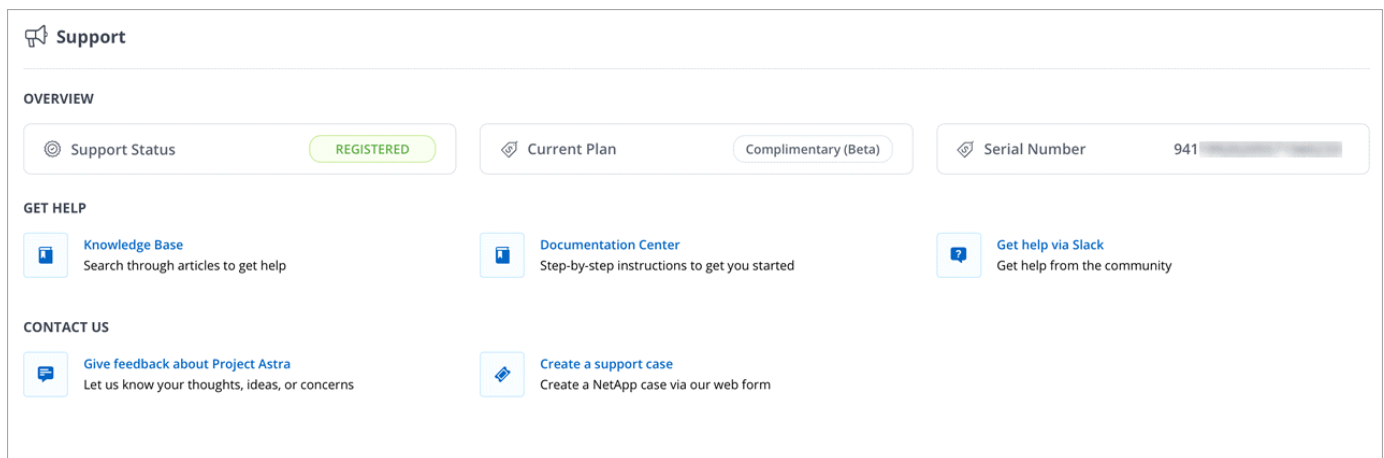 Support
OVERVIEW
Support Status REGISTERED Current Plan Complimentary (Beta) Serial Number 941
GET HELP
Knowledge Base Documentation Center Get help via Slack
Search through articles to get help Step-by-step instructions to get you started Get help from the community
CONTACT US
Give feedback about Project Astra Create a support case
Let us know your thoughts, ideas, or concerns Create a NetApp case via our web form